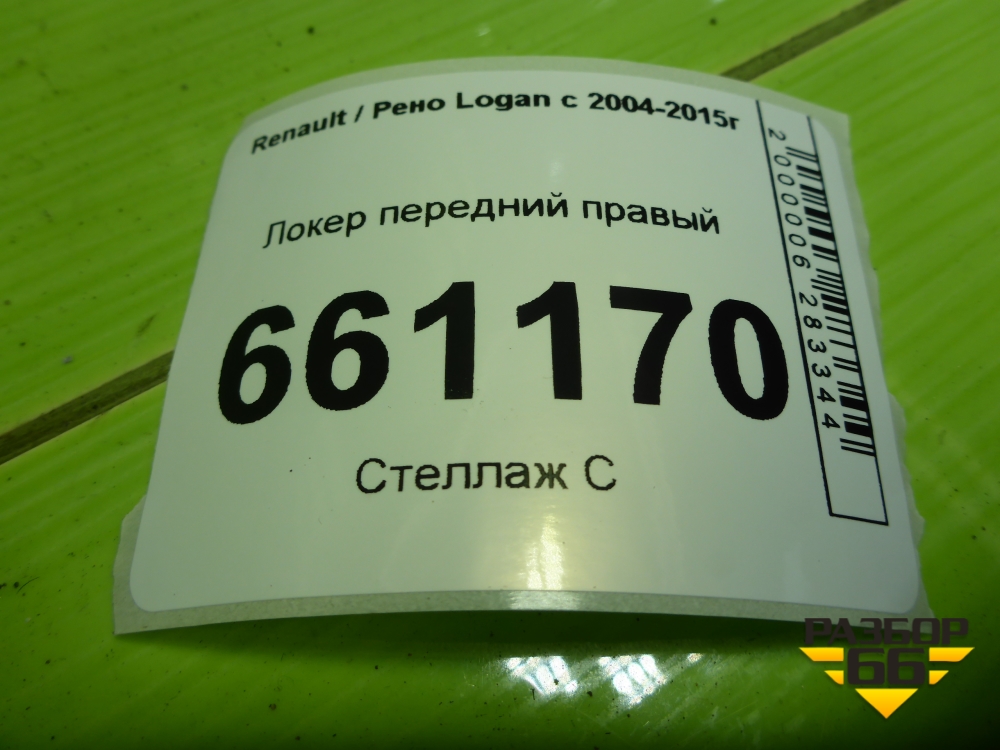 Renault / Рено Logan с 2004-2015г
Локер передний правый
661170
Стеллаж С
2000006283344
РАЗБОР
66